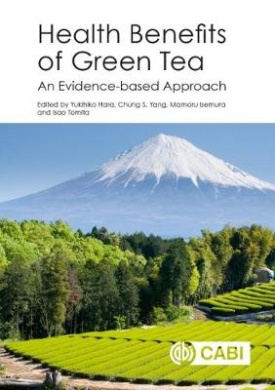 Health Benefits
of Green Tea
An Evidence-based Approach
Edited by Yukihiko Hara, Chung S. Yang, Mamoru Isemura
and Isao Tomita
CABI